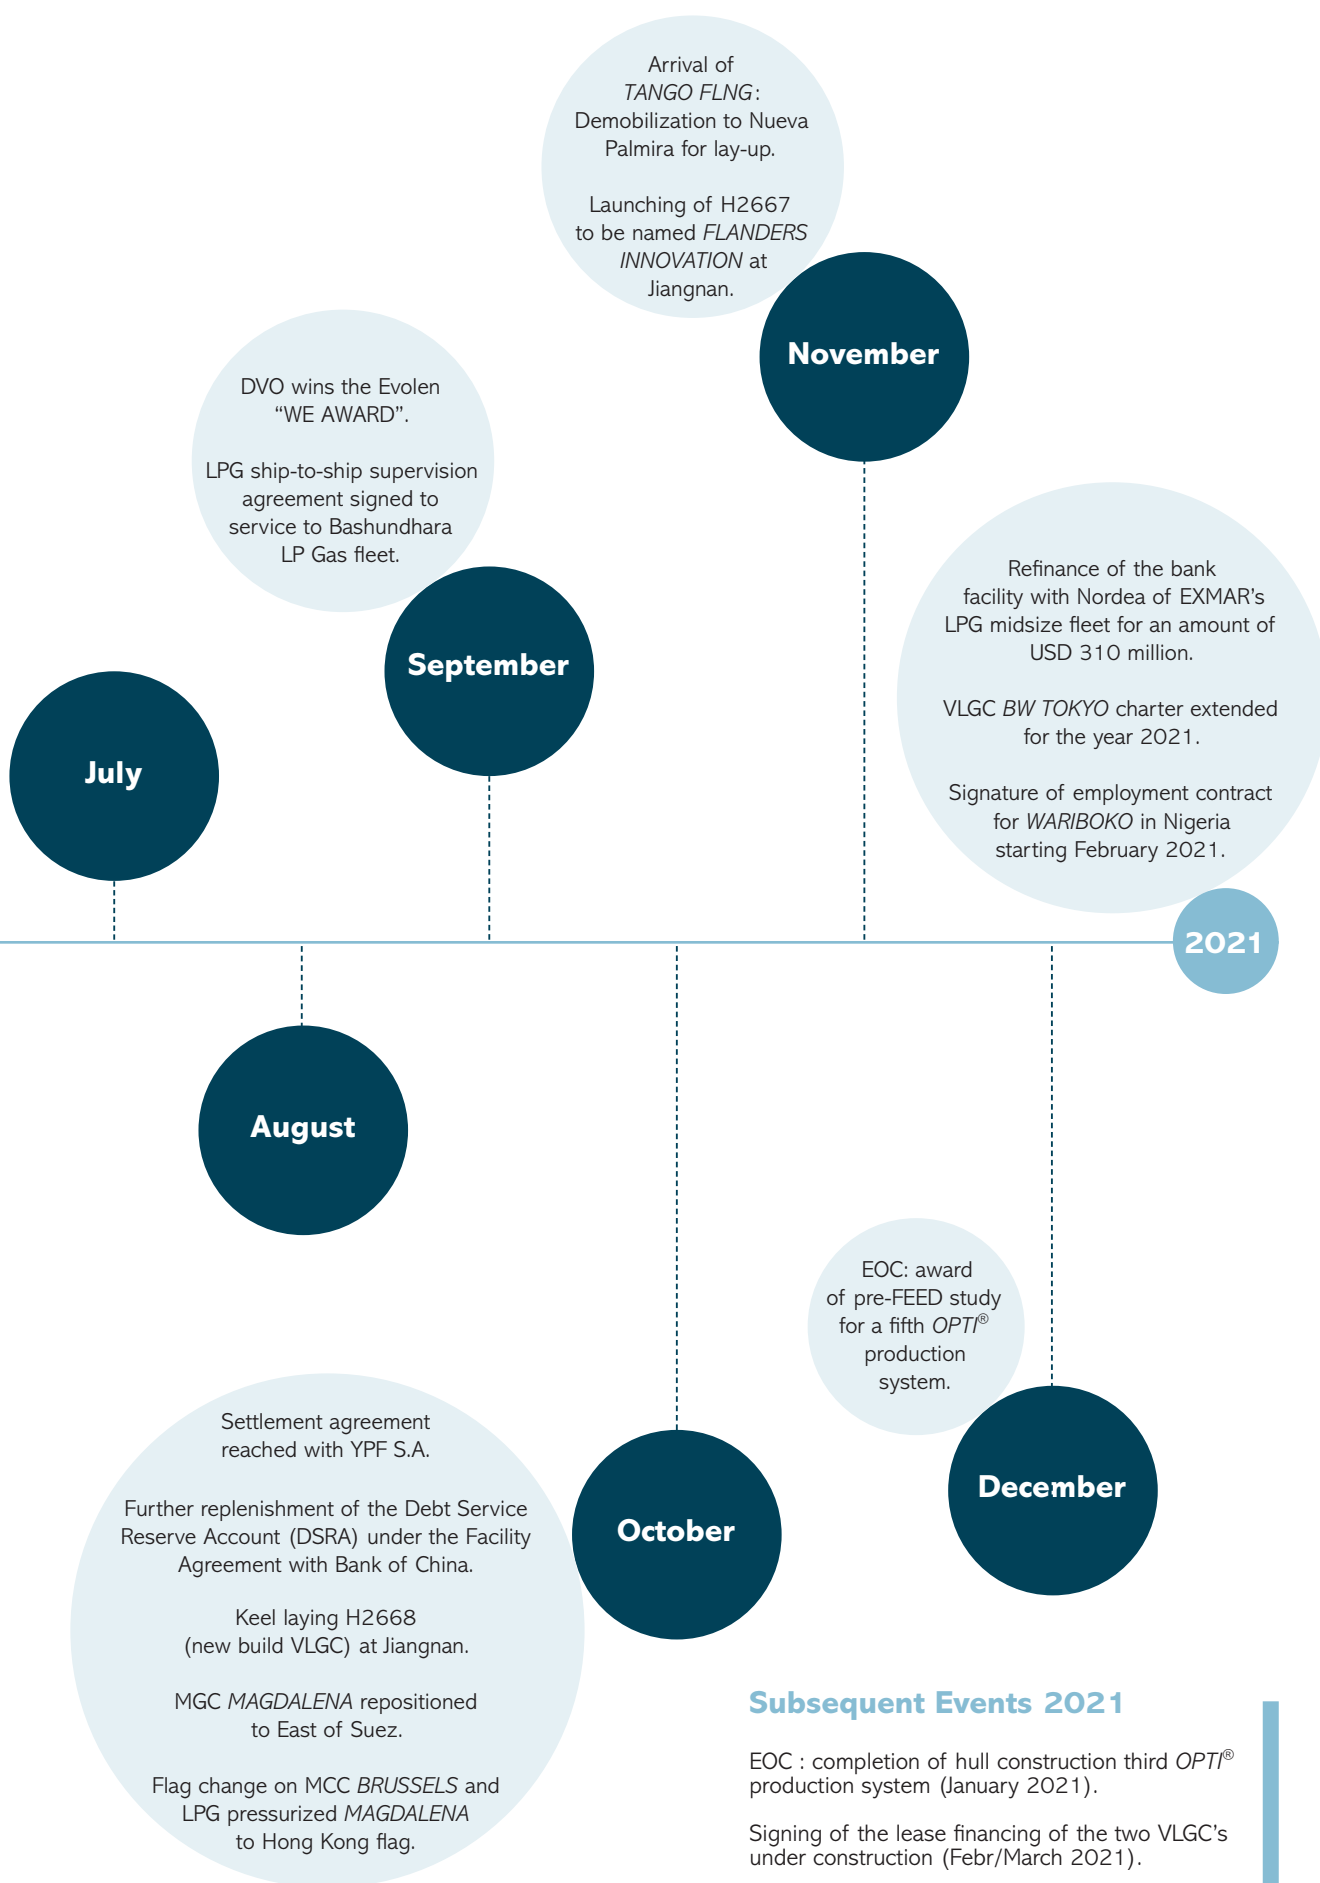 Arrival of
TANGO FLNG:
Demobilization to Nueva
Palmira for lay-up.
Launching of H2667
to be named FLANDERS
INNOVATION at
Jiangnan.
November
DVO wins the Evolen
“WE AWARD”.
LPG ship-to-ship supervision
agreement signed to
service to Bashundhara
LP Gas fleet.
September
Refinance of the bank
facility with Nordea of EXMAR’s
LPG midsize fleet for an amount of
USD 310 million.
VLGC BW TOKYO charter extended
for the year 2021.
Signature of employment contract
for WARIBOKO in Nigeria
starting February 2021.
July
2021
August
EOC: award
of pre-FEED study
for a fifth OPTI®
production
system.
December
Settlement agreement
reached with YPF S.A.
Further replenishment of the Debt Service
Reserve Account (DSRA) under the Facility
Agreement with Bank of China.
Keel laying H2668
(new build VLGC) at Jiangnan.
MGC MAGDALENA repositioned
to East of Suez.
Flag change on MCC BRUSSELS and
LPG pressurized MAGDALENA
to Hong Kong flag.
October
Subsequent Events 2021
EOC : completion of hull construction third OPTI®
production system (January 2021).
Signing of the lease financing of the two VLGC’s
under construction (Febr/March 2021).